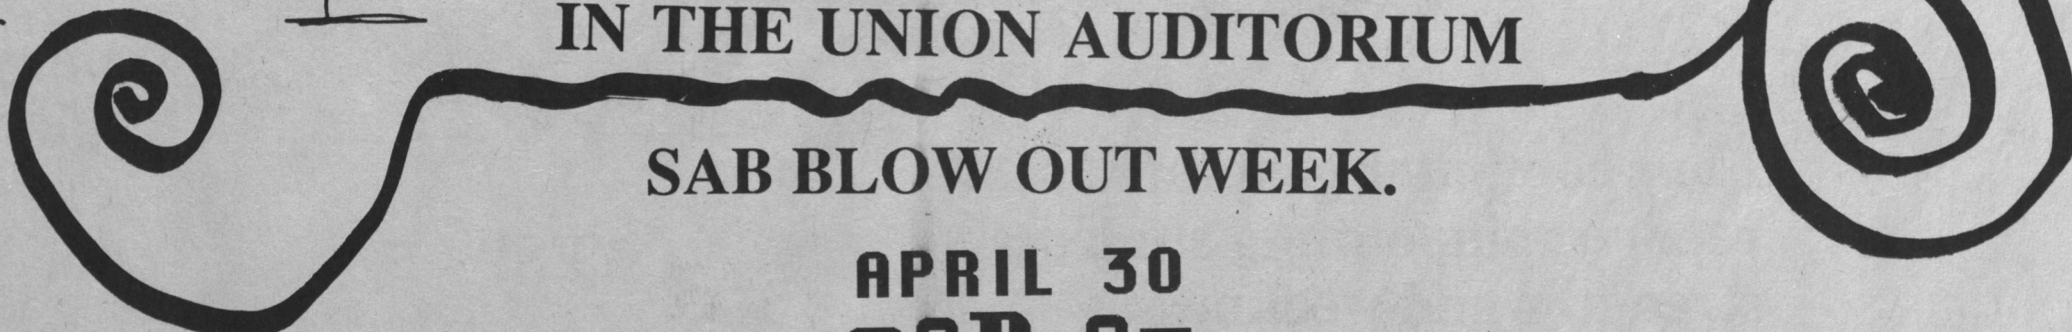 IN THE UNION AUDITORIUM
SAB BLOW OUT WEEK.
APRIL 30